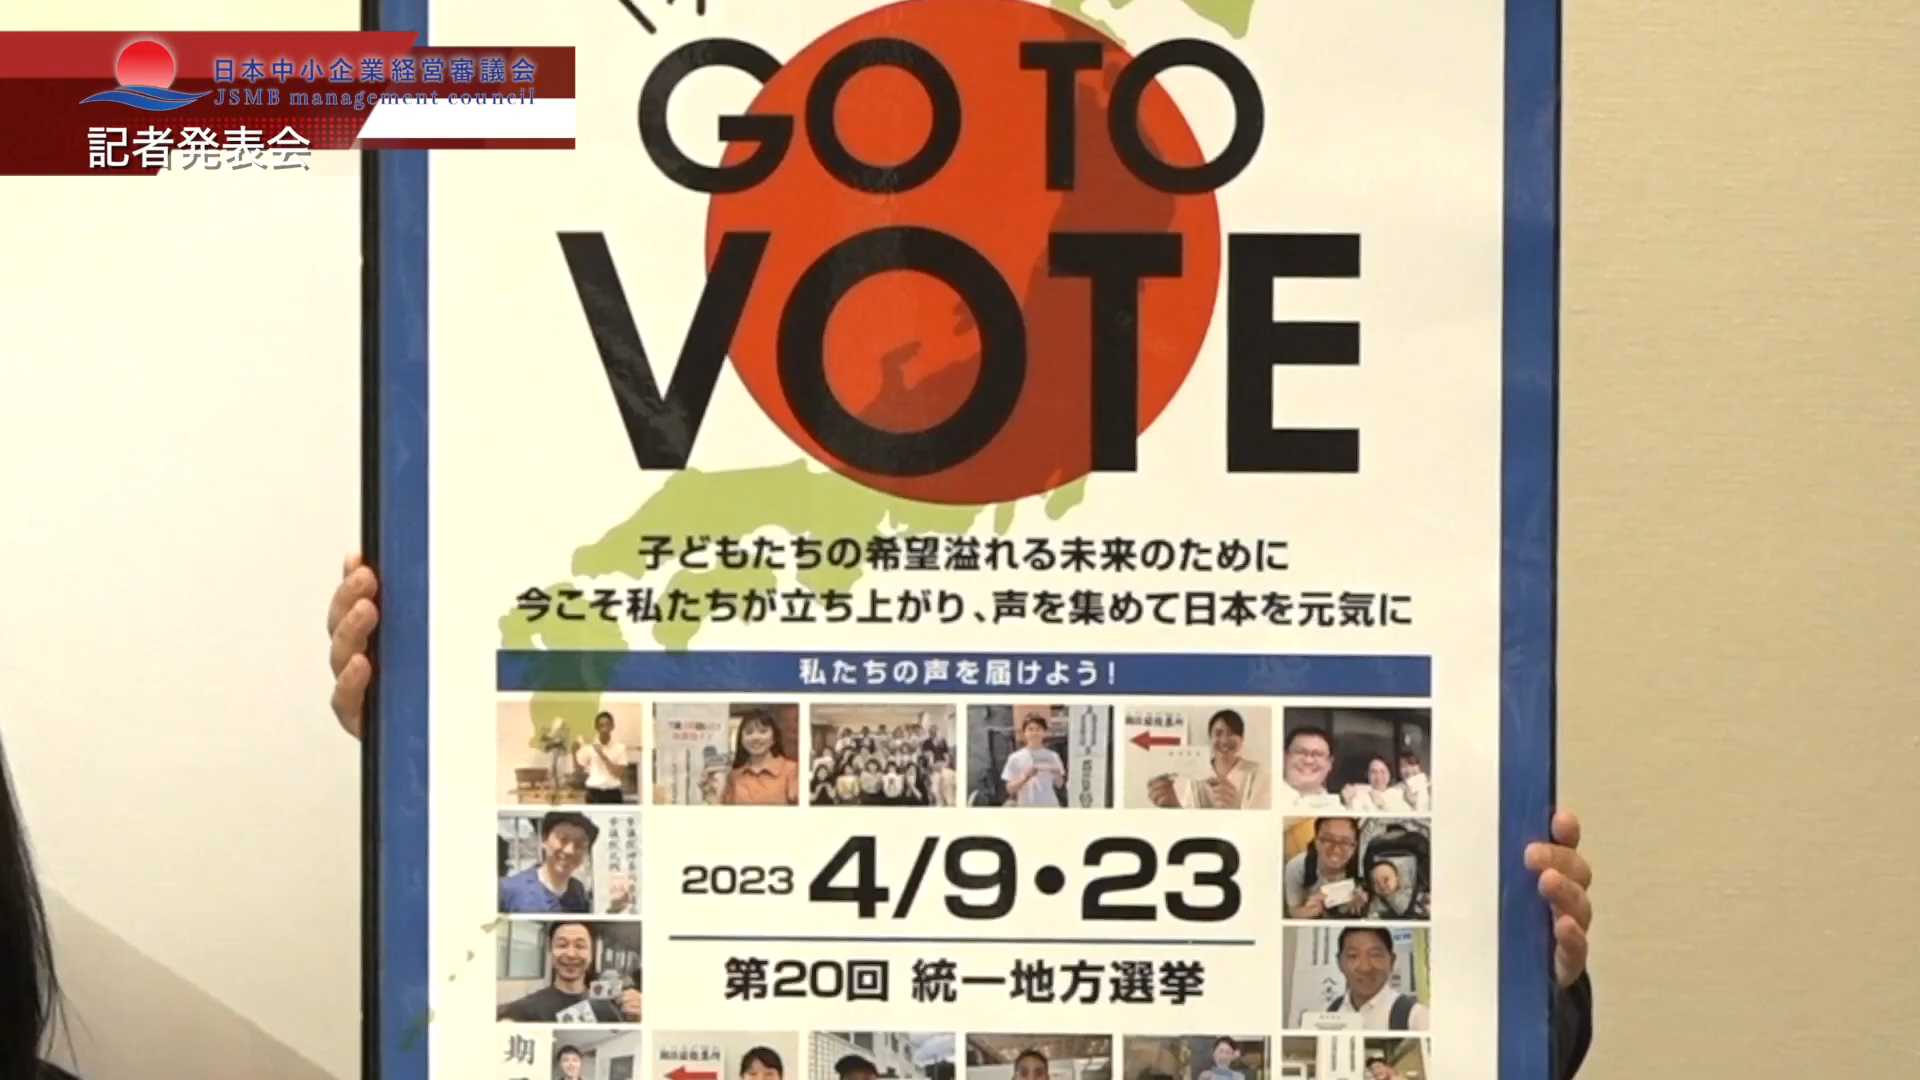 日本中小企業経営審議会
JSMB management council
記者発表会
GO TO
VOTE
子どもたちの希望溢れる未来のために
今こそ私たちが立ち上がり、声を集めて日本を元気に
私たちの声を届けよう!
2023 4/9・23
第20回 統一地方選挙
期